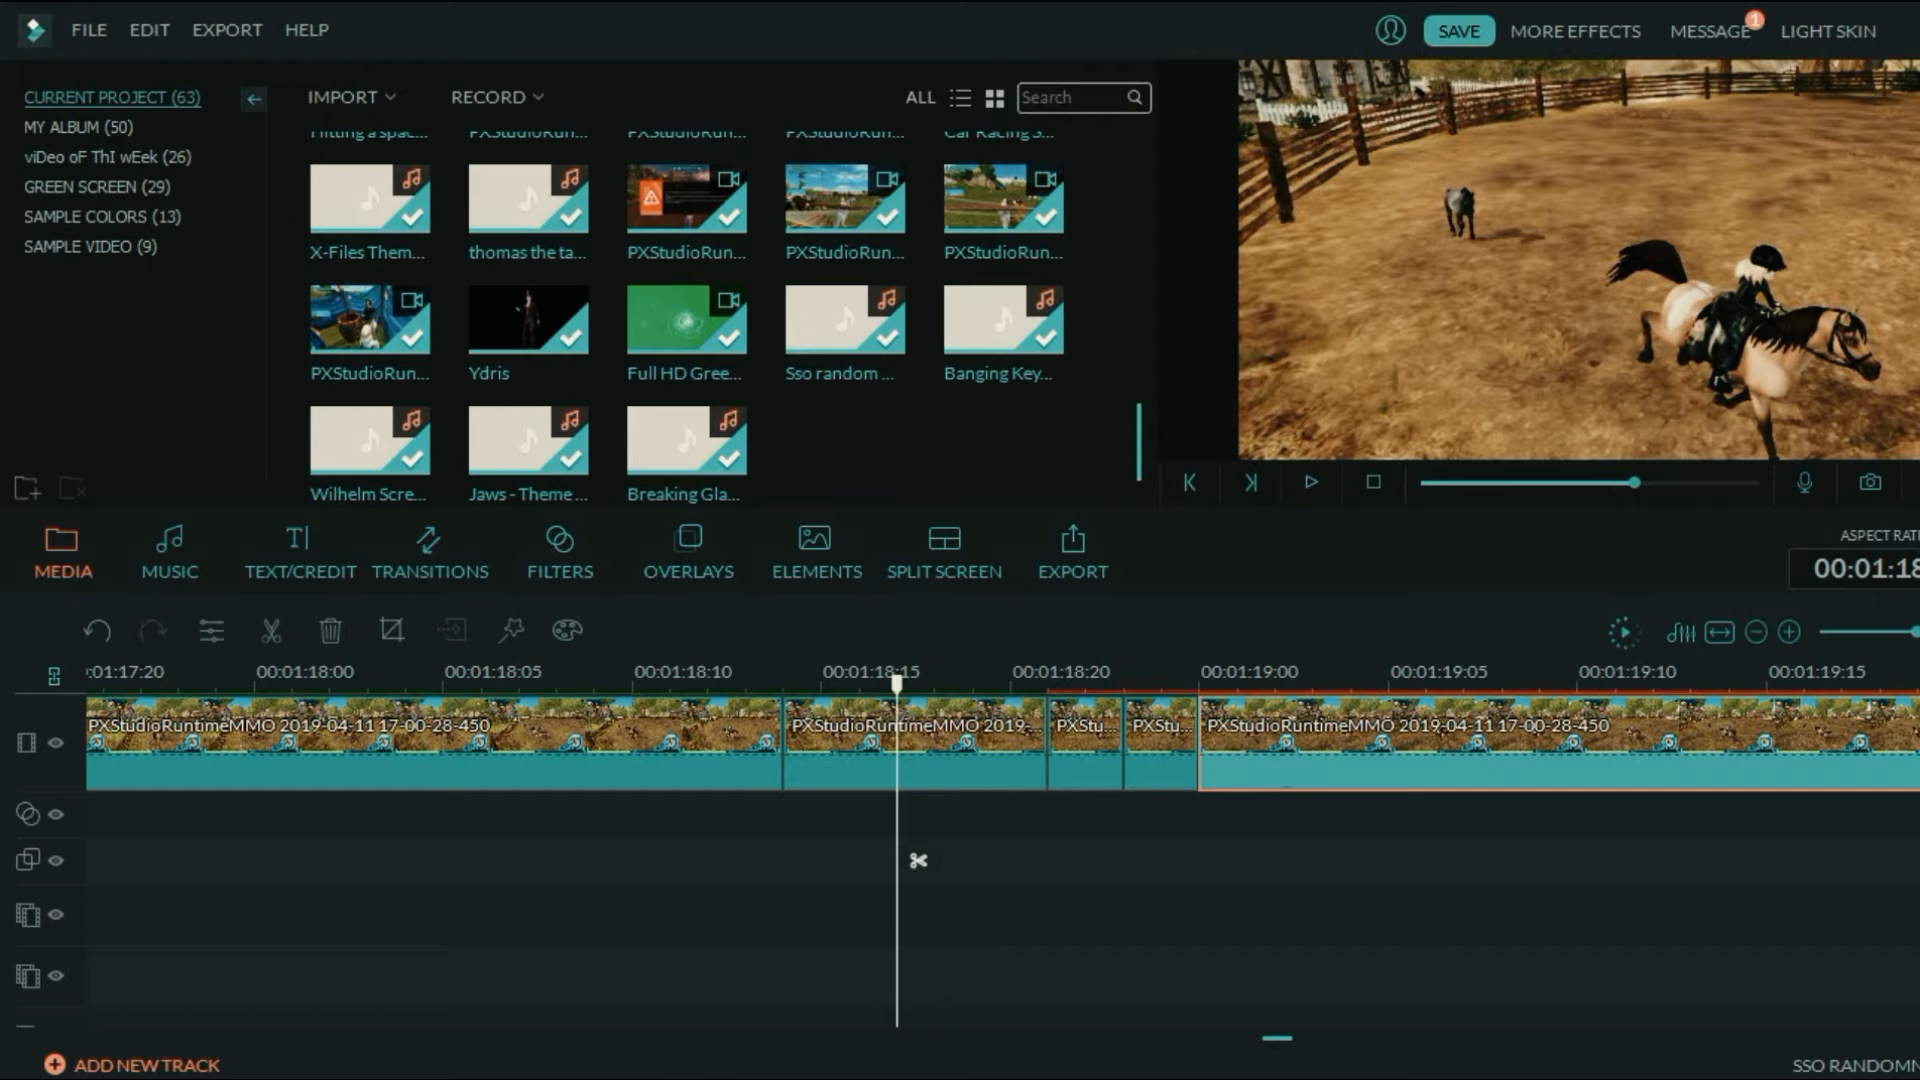 FILE EDIT EXPORT HELP
SAVE MORE EFFECTS MESSAGE 1 LIGHT SKIN
CURRENT PROJECT (63)
MY ALBUM (50)
viDeo oF ThI wEek (26)
GREEN SCREEN (29)
SAMPLE COLORS (13)
SAMPLE VIDEO (9)
IMPORT RECORD ALL Search
Hitting a spac... PXStudioRun... PXStudioRun... PXStudioRun... Car Racing S...
X-Files Them... thomas the ta... PXStudioRun... PXStudioRun... PXStudioRun...
PXStudioRun... Ydris Full HD Gree... Sso random ... Banging Key...
Wilhelm Scre... Jaws - Theme ... Breaking Gla...
MEDIA MUSIC TEXT/CREDIT TRANSITIONS FILTERS OVERLAYS ELEMENTS SPLIT SCREEN EXPORT
ASPECT RATI
00:01:18
:01:17:20 00:01:18:00 00:01:18:05 00:01:18:10 00:01:18:15 00:01:18:20 00:01:19:00 00:01:19:05 00:01:19:10 00:01:19:15
PXStudioRuntimeMMO 2019-04-11 17-00-28-450 PXStudioRuntimeMMO 2019-... PXStu... PXStu... PXStudioRuntimeMMO 2019-04-11 17-00-28-450
ADD NEW TRACK
SSO RANDOMN